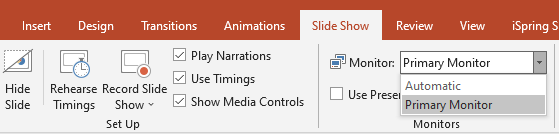 Insert Design Transitions Animations Slide Show Review View iSpring S
Hide Slide
Rehearse Timings
Record Slide Show
Play Narrations
Use Timings
Show Media Controls
Set Up
Monitor: Primary Monitor
Automatic
Primary Monitor
Use Prese
Monitors